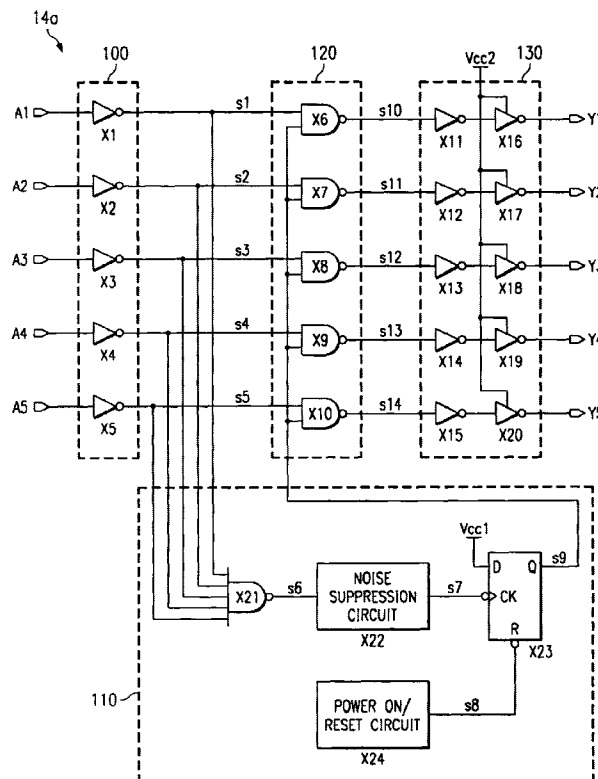 14a
100
120
Vcc2
130
A1
X1
s1
X6
s10
X11
X16
Y1
A2
X2
s2
X7
s11
X12
X17
Y2
A3
X3
s3
X8
s12
X13
X18
Y3
A4
X4
s4
X9
s13
X14
X19
Y4
A5
X5
s5
X10
s14
X15
X20
Y5
110
X21
s6
NOISE
SUPPRESSION
CIRCUIT
X22
s7
Vcc1
D
Q
CK
R
X23
s9
POWER ON/
RESET CIRCUIT
X24
s8